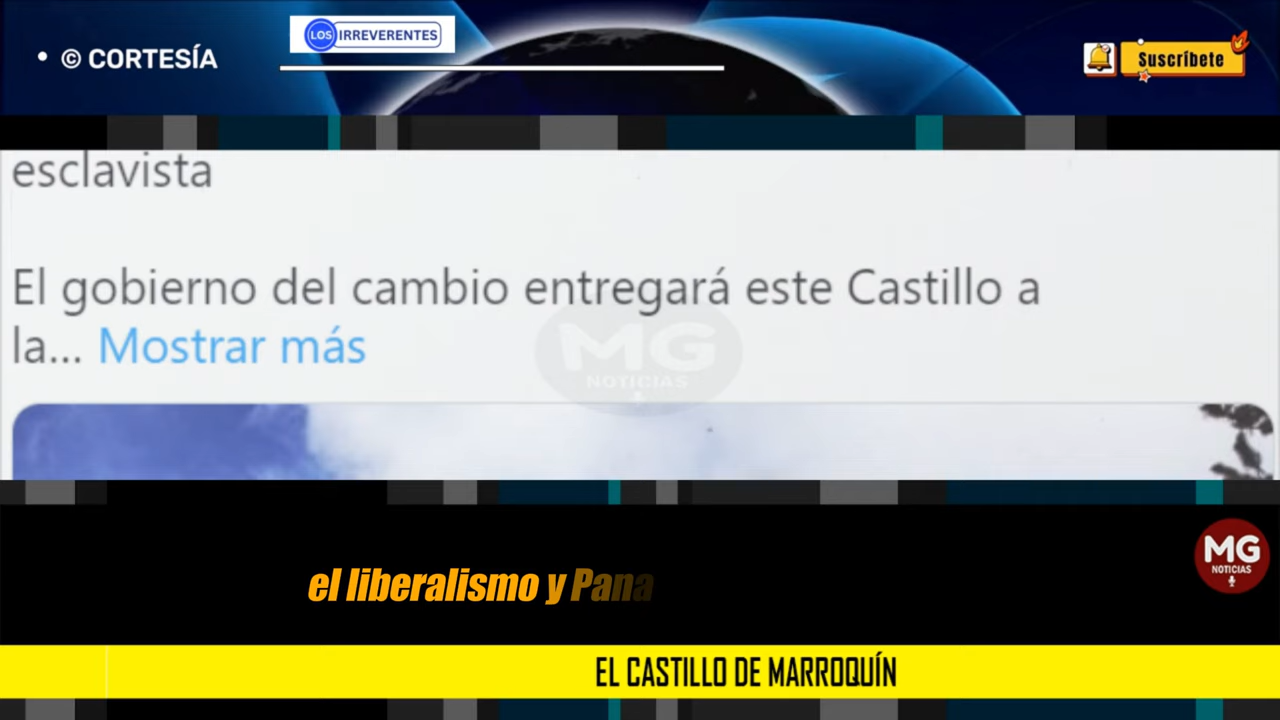 • © CORTESÍA
LOS IRREVERENTES
Suscríbete
esclavista
El gobierno del cambio entregará este Castillo a
la... Mostrar más
MG
NOTICIAS
el liberalismo y Pana
MG
NOTICIAS
EL CASTILLO DE MARROQUÍN